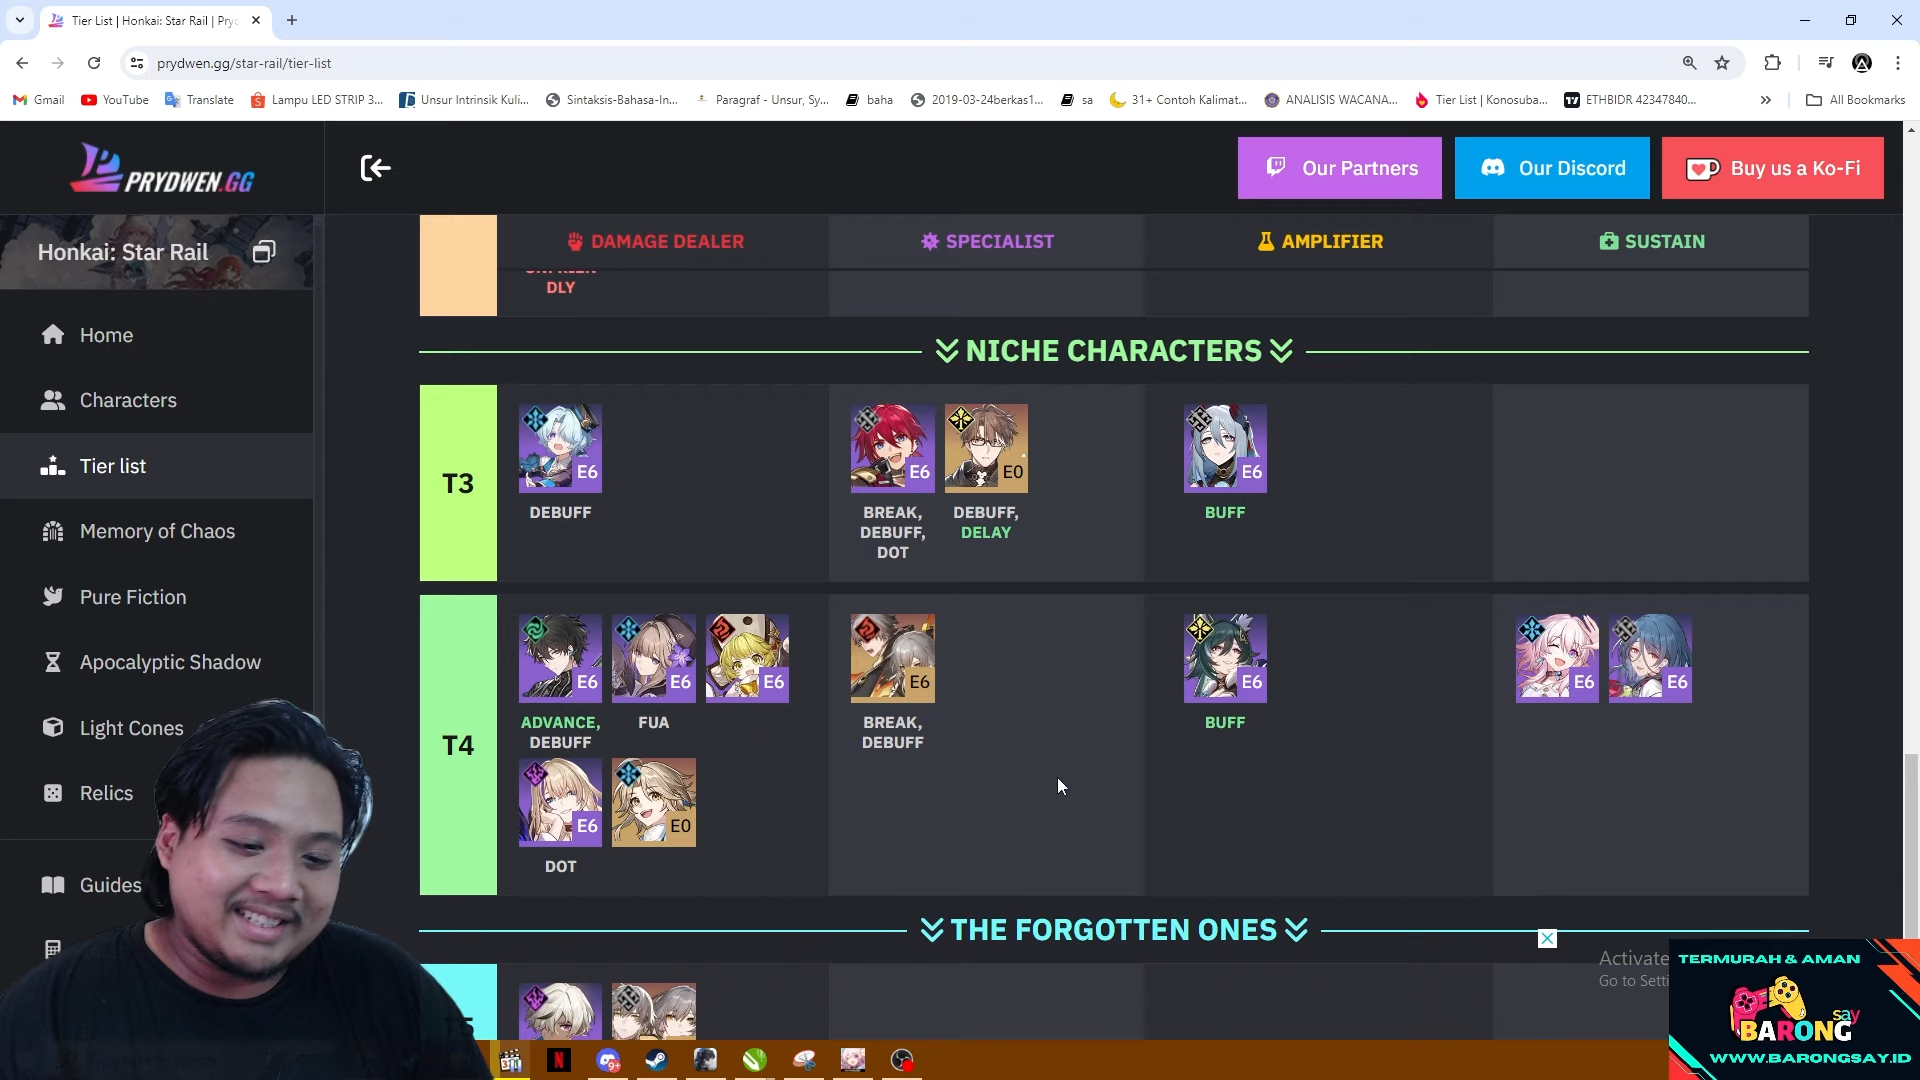 Tier List | Honkai: Star Rail | Pryd
prydwen.gg/star-rail/tier-list
Gmail
YouTube
Translate
Lampu LED STRIP 3...
Unsur Intrinsik Kuli...
Sintaksis-Bahasa-In...
Paragraf - Unsur, Sy...
baha
2019-03-24berkas1...
sa
31+ Contoh Kalimat...
ANALISIS WACANA...
Tier List | Konosuba...
ETHBIDR 42347840...
All Bookmarks
PRYDWEN.GG
Our Partners
Our Discord
Buy us a Ko-Fi
Honkai: Star Rail
Home
Characters
Tier list
Memory of Chaos
Pure Fiction
Apocalyptic Shadow
Light Cones
Relics
Guides
DAMAGE DEALER
SPECIALIST
AMPLIFIER
SUSTAIN
DLY
NICHE CHARACTERS
T3
E6
DEBUFF
E6
BREAK,
DEBUFF,
DOT
E0
DEBUFF,
DELAY
E6
BUFF
T4
E6
ADVANCE,
DEBUFF
E6
FUA
E6
E6
DOT
E0
E6
BREAK,
DEBUFF
E6
BUFF
E6
E6
THE FORGOTTEN ONES
Activate
Go to Setti
TERMURAH & AMAN
BARONG
say
WWW.BARONGSAY.ID
9+